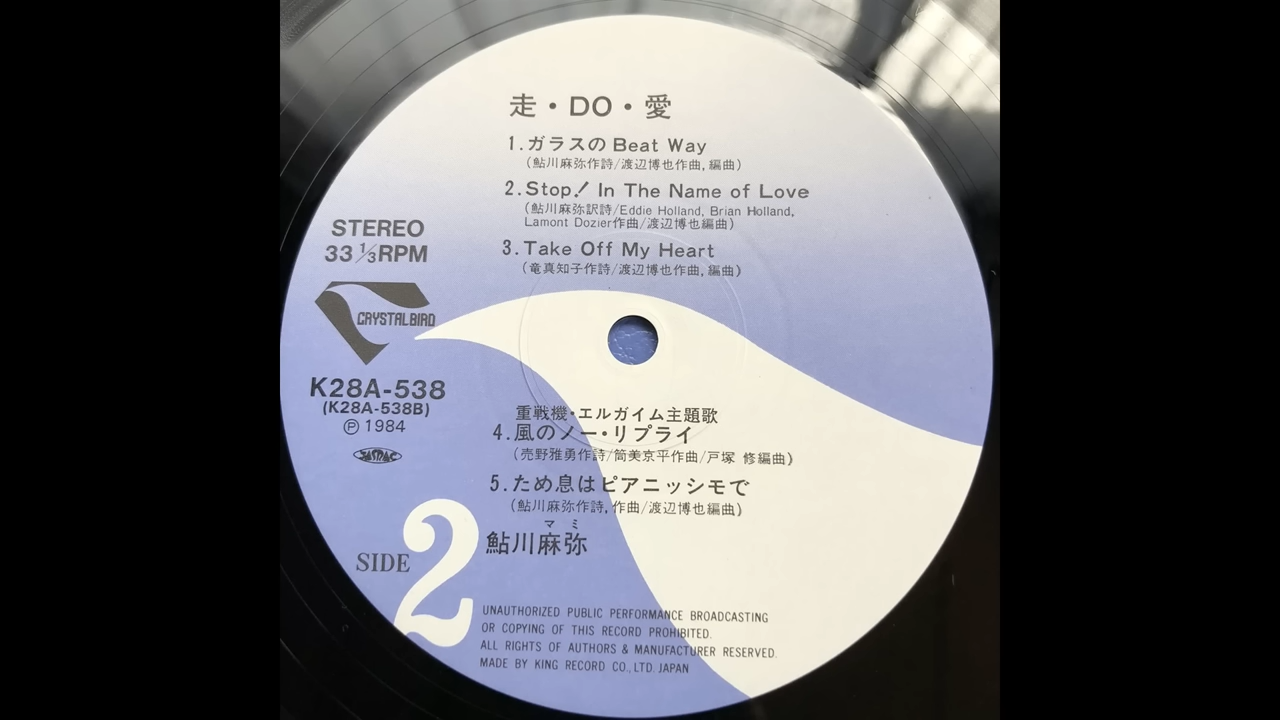 走・DO・愛
1.ガラスのBeat Way
(鮎川麻弥作詩/渡辺博也作曲,編曲)
2.Stop! In The Name of Love
(鮎川麻弥訳詩/Eddie Holland, Brian Holland,
Lamont Dozier作曲/渡辺博也編曲)
3.Take Off My Heart
(竜真知子作詩/渡辺博也作曲,編曲)
STEREO
33 1/3RPM
CRYSTAL BIRD
K28A-538
(K28A-538B)
Ⓟ1984
重戦機・エルガイム主題歌
4.風のノー・リプライ
(売野雅勇作詩/筒美京平作曲/戸塚 修編曲)
5.ため息はピアニッシモで
(鮎川麻弥作詩,作曲/渡辺博也編曲)
マ ミ
鮎川麻弥
SIDE 2
UNAUTHORIZED PUBLIC PERFORMANCE BROADCASTING
OR COPYING OF THIS RECORD PROHIBITED.
ALL RIGHTS OF AUTHORS & MANUFACTURER RESERVED.
MADE BY KING RECORD CO., LTD. JAPAN